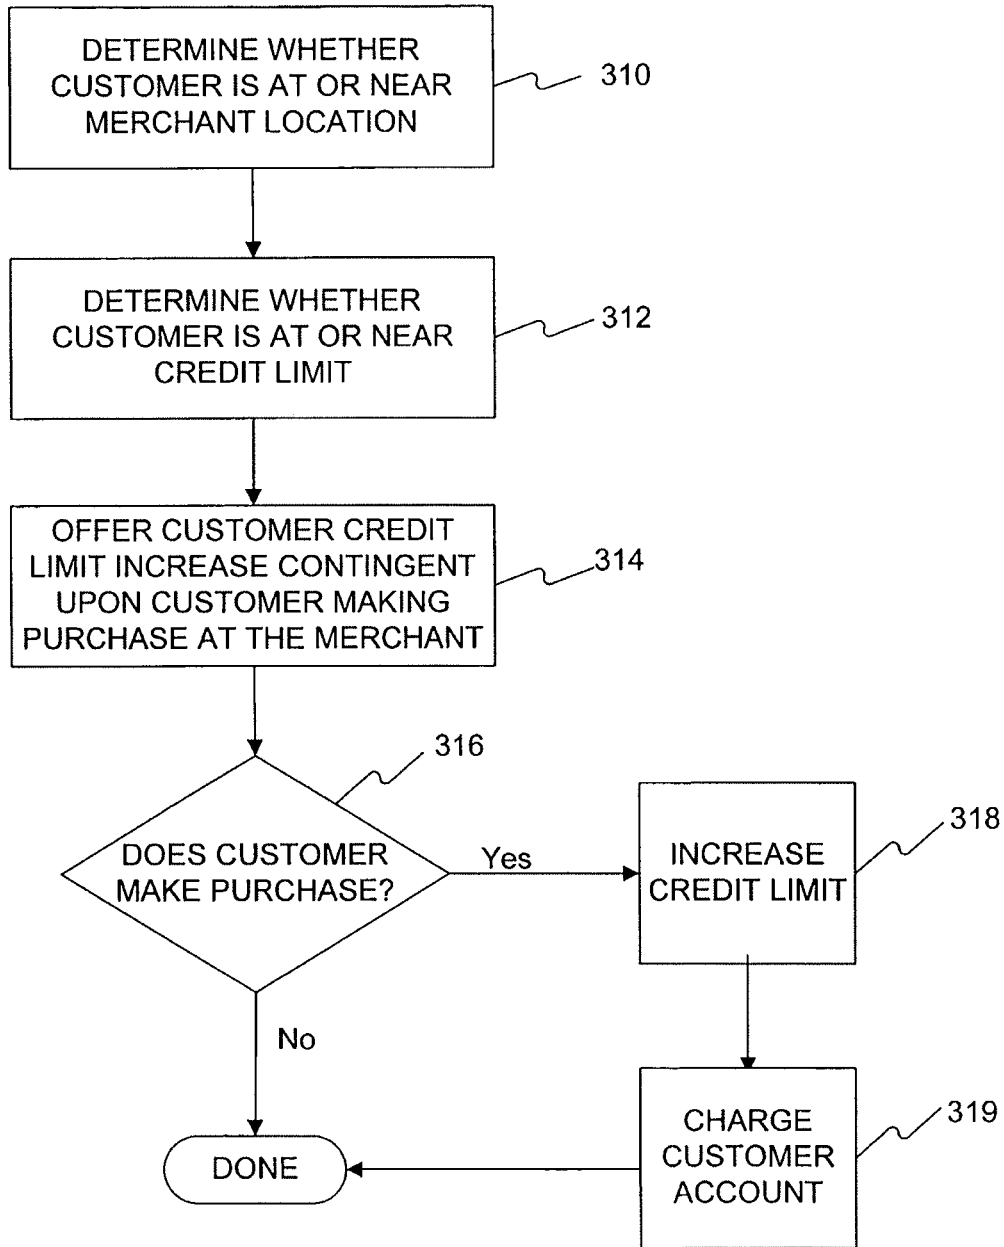 DETERMINE WHETHER
CUSTOMER IS AT OR NEAR
MERCHANT LOCATION
310
DETERMINE WHETHER
CUSTOMER IS AT OR NEAR
CREDIT LIMIT
312
OFFER CUSTOMER CREDIT
LIMIT INCREASE CONTINGENT
UPON CUSTOMER MAKING
PURCHASE AT THE MERCHANT
314
316
DOES CUSTOMER
MAKE PURCHASE?
Yes
INCREASE
CREDIT LIMIT
318
No
CHARGE
CUSTOMER
ACCOUNT
319
DONE